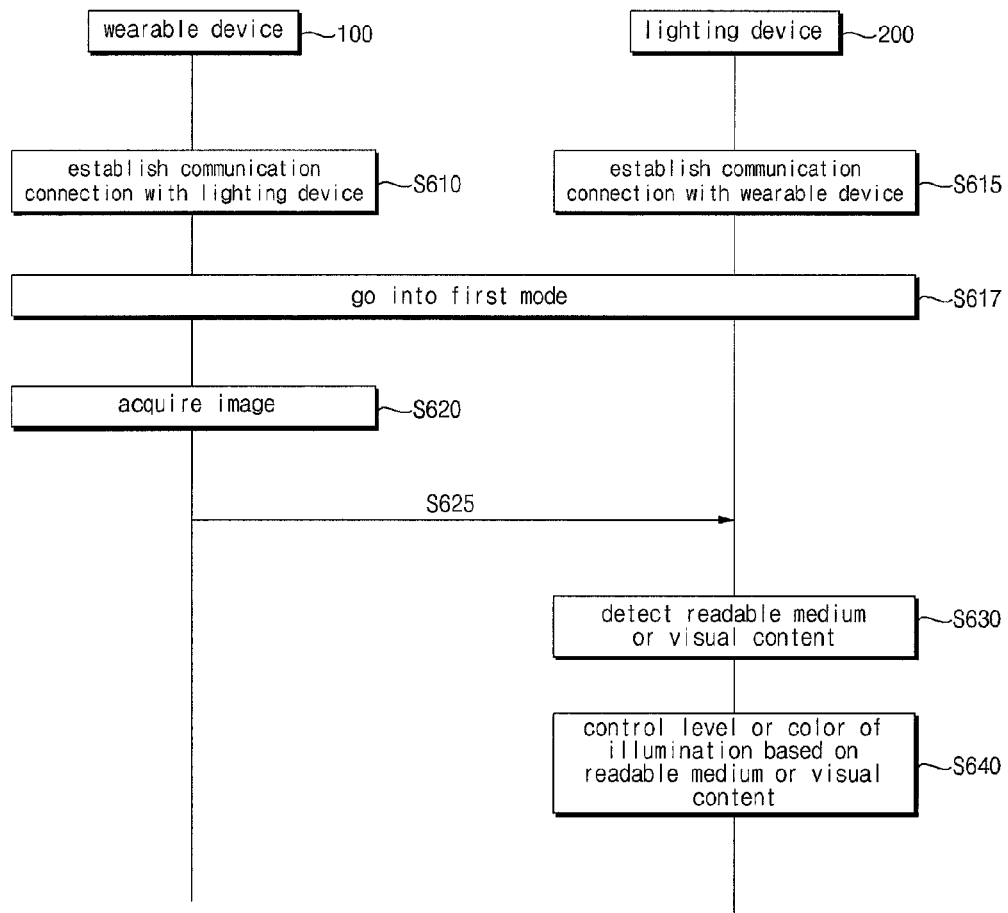 wearable device
100
lighting device
200
establish communication
connection with lighting device
S610
establish communication
connection with wearable device
S615
go into first mode
S617
acquire image
S620
S625
detect readable medium
or visual content
S630
control level or color of
illumination based on
readable medium or visual
content
S640